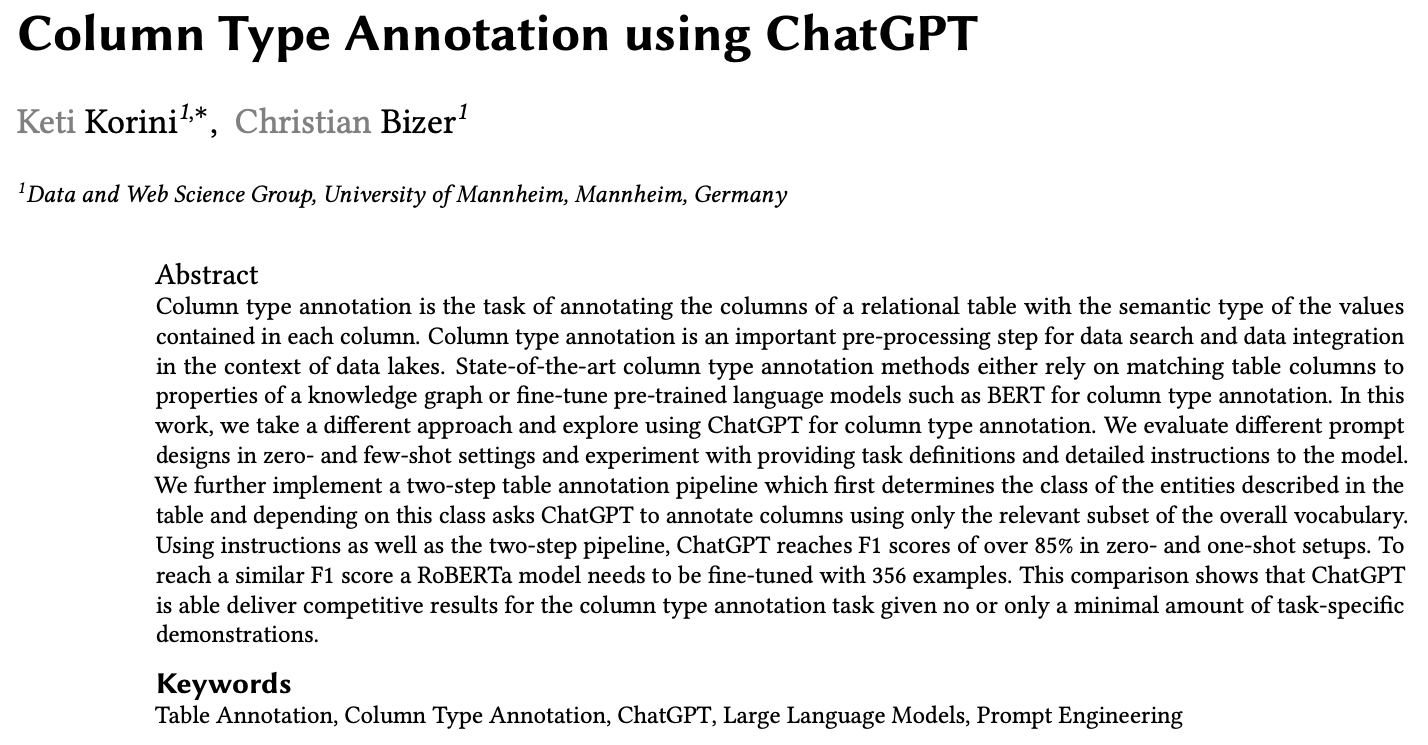 Column Type Annotation using ChatGPT
Keti Korini1,*, Christian Bizer1
1Data and Web Science Group, University of Mannheim, Mannheim, Germany
Abstract
Column type annotation is the task of annotating the columns of a relational table with the semantic type of the values
contained in each column. Column type annotation is an important pre-processing step for data search and data integration
in the context of data lakes. State-of-the-art column type annotation methods either rely on matching table columns to
properties of a knowledge graph or fine-tune pre-trained language models such as BERT for column type annotation. In this
work, we take a different approach and explore using ChatGPT for column type annotation. We evaluate different prompt
designs in zero- and few-shot settings and experiment with providing task definitions and detailed instructions to the model.
We further implement a two-step table annotation pipeline which first determines the class of the entities described in the
table and depending on this class asks ChatGPT to annotate columns using only the relevant subset of the overall vocabulary.
Using instructions as well as the two-step pipeline, ChatGPT reaches F1 scores of over 85% in zero- and one-shot setups. To
reach a similar F1 score a RoBERTa model needs to be fine-tuned with 356 examples. This comparison shows that ChatGPT
is able deliver competitive results for the column type annotation task given no or only a minimal amount of task-specific
demonstrations.
Keywords
Table Annotation, Column Type Annotation, ChatGPT, Large Language Models, Prompt Engineering